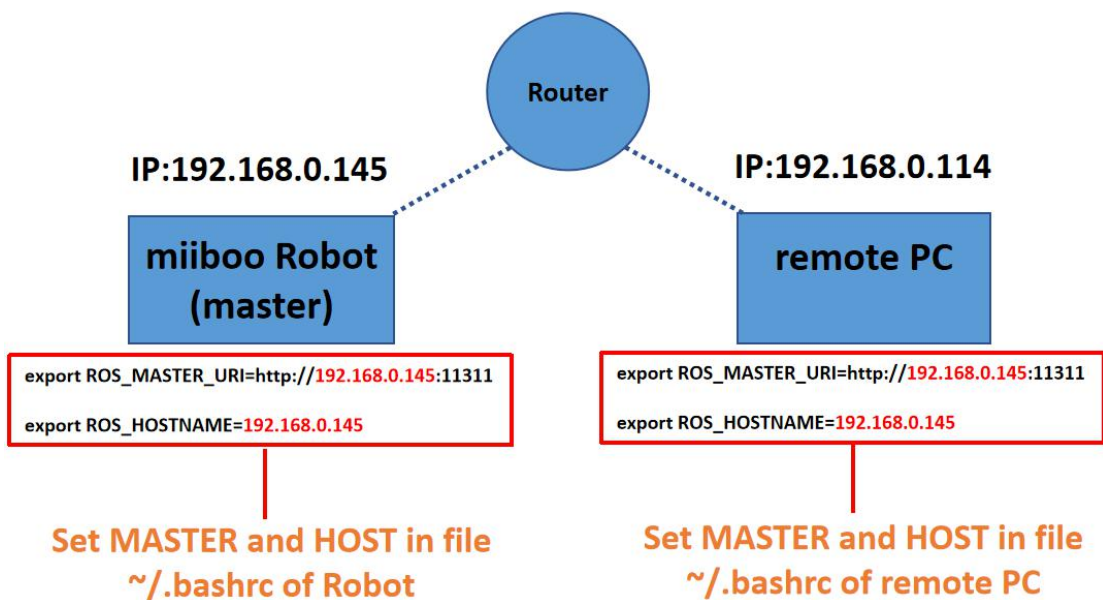 Router
IP:192.168.0.145
IP:192.168.0.114
miiboo Robot
(master)
remote PC
export ROS_MASTER_URI=http://192.168.0.145:11311
export ROS_HOSTNAME=192.168.0.145
export ROS_MASTER_URI=http://192.168.0.145:11311
export ROS_HOSTNAME=192.168.0.145
Set MASTER and HOST in file
~/.bashrc of Robot
Set MASTER and HOST in file
~/.bashrc of remote PC